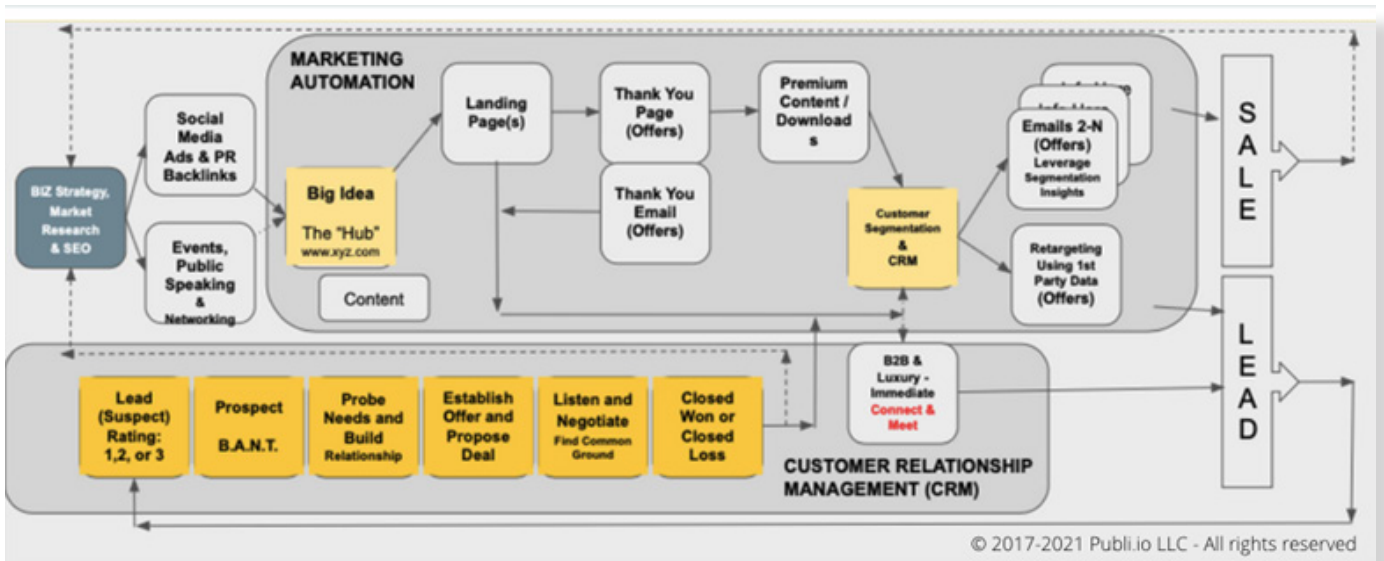 MARKETING
AUTOMATION
BIZ Strategy,
Market
Research
& SEO
Social
Media
Ads & PR
Backlinks
Events,
Public
Speaking
&
Networking
Big Idea
The “Hub”
www.xyz.com
Content
Landing
Page(s)
Thank You
Page
(Offers)
Thank You
Email
(Offers)
Premium
Content /
Download
s
Customer
Segmentation
&
CRM
Info Here
Info Here
Emails 2-N
(Offers)
Leverage
Segmentation
Insights
Retargeting
Using 1st
Party Data
(Offers)
S
A
L
E
L
E
A
D
B2B &
Luxury -
Immediate
Connect &
Meet
Lead
(Suspect)
Rating:
1,2, or 3
Prospect
B.A.N.T.
Probe
Needs and
Build
Relationship
Establish
Offer and
Propose
Deal
Listen and
Negotiate
Find Common
Ground
Closed
Won or
Closed
Loss
CUSTOMER RELATIONSHIP
MANAGEMENT (CRM)
© 2017-2021 Publi.io LLC - All rights reserved